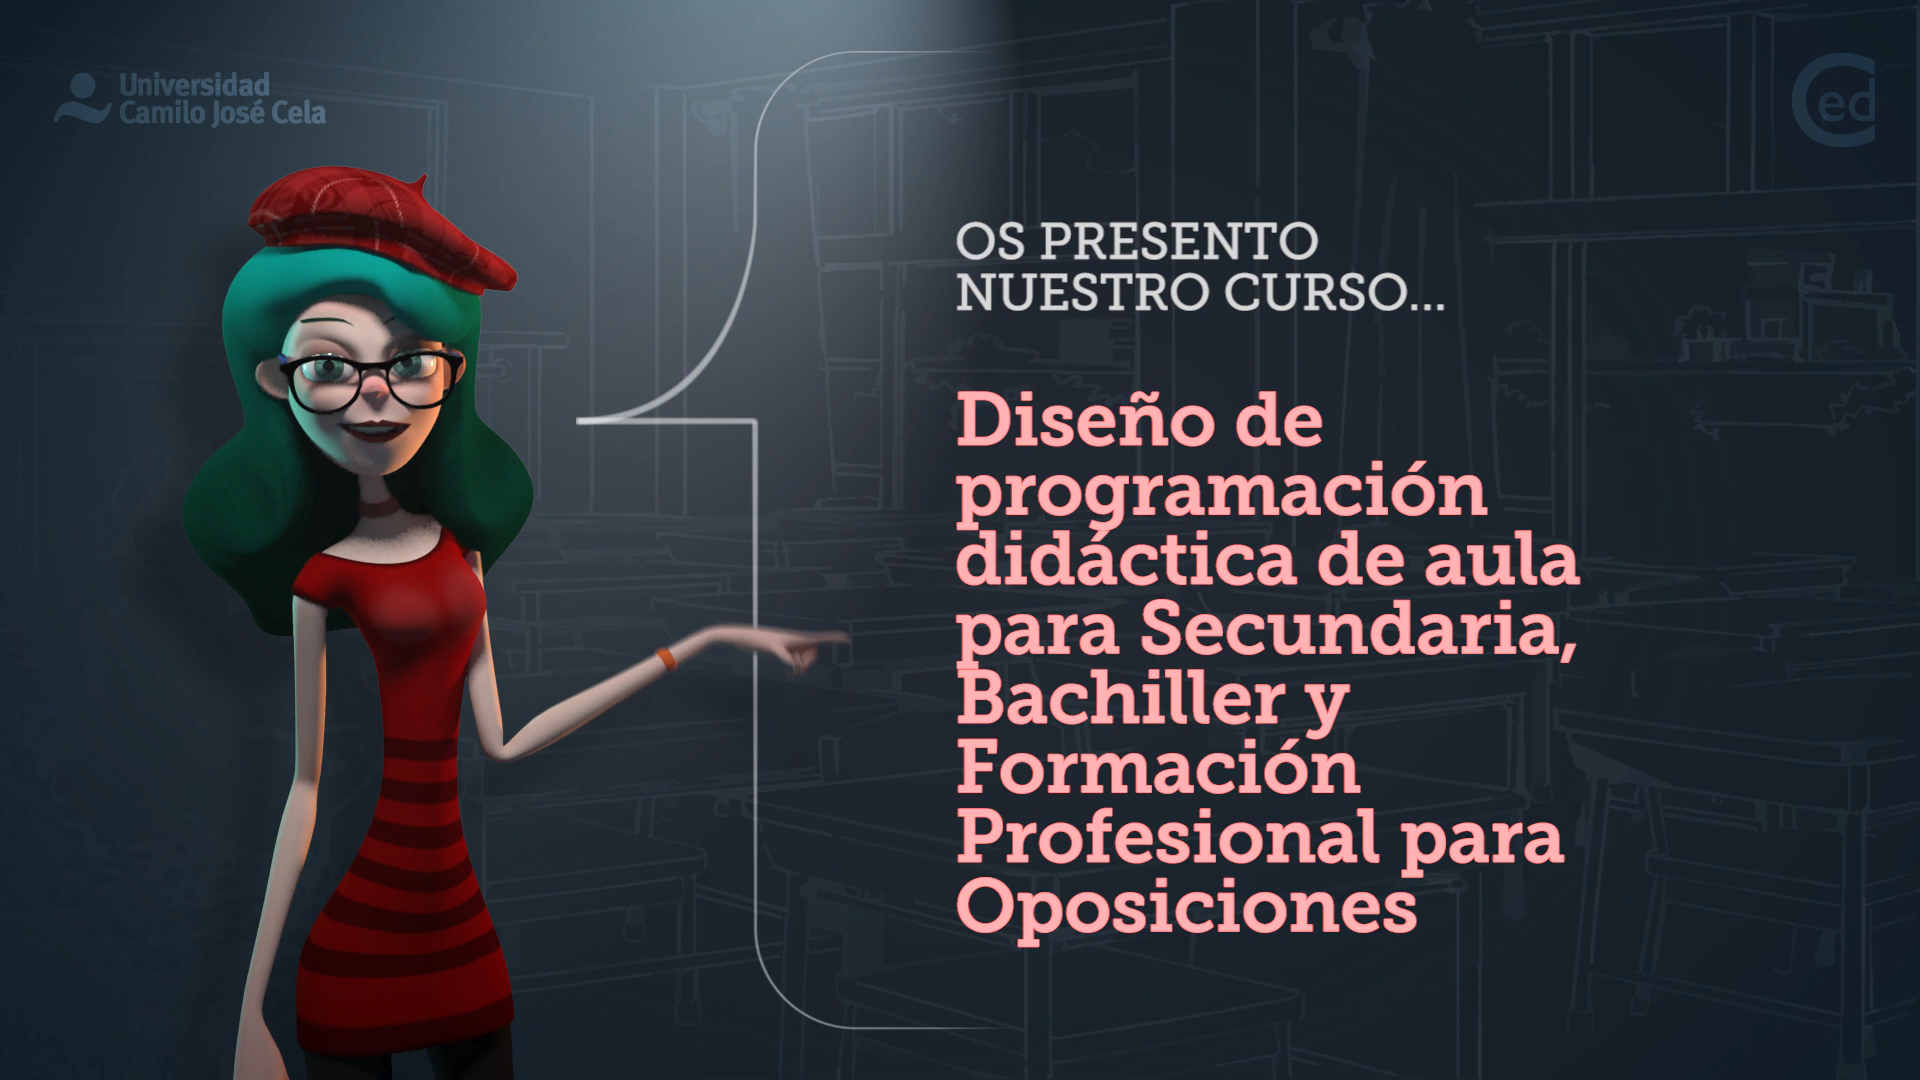 Universidad
Camilo José Cela
ed
OS PRESENTO
NUESTRO CURSO...
Diseño de
programación
didáctica de aula
para Secundaria,
Bachiller y
Formación
Profesional para
Oposiciones